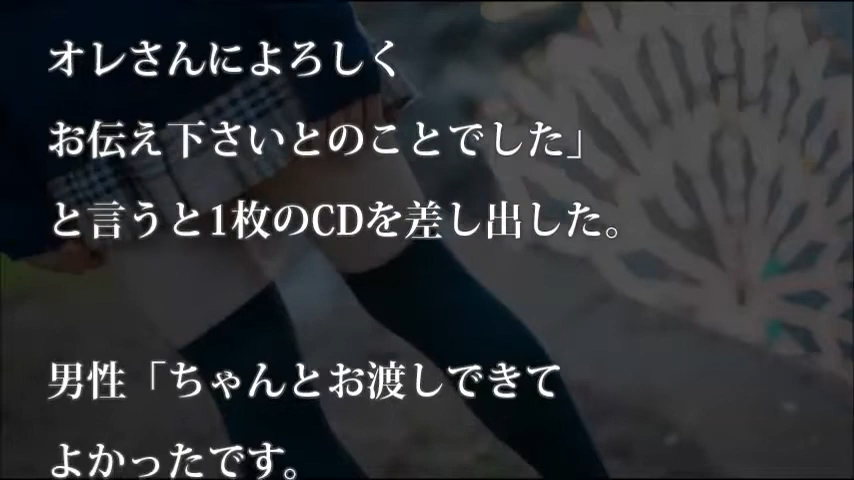 オレさんによろしく
お伝え下さいとのことでした」
と言うと1枚のCDを差し出した。
男性「ちゃんとお渡しできて
よかったです。